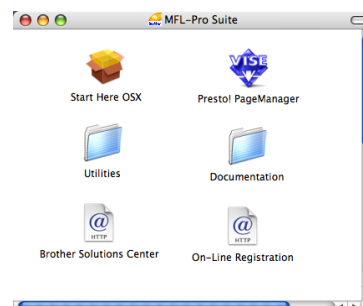 MFL-Pro Suite
VISE
Start Here OSX
Presto! PageManager
Utilities
Documentation
@
HTTP
@
HTTP
Brother Solutions Center
On-Line Registration